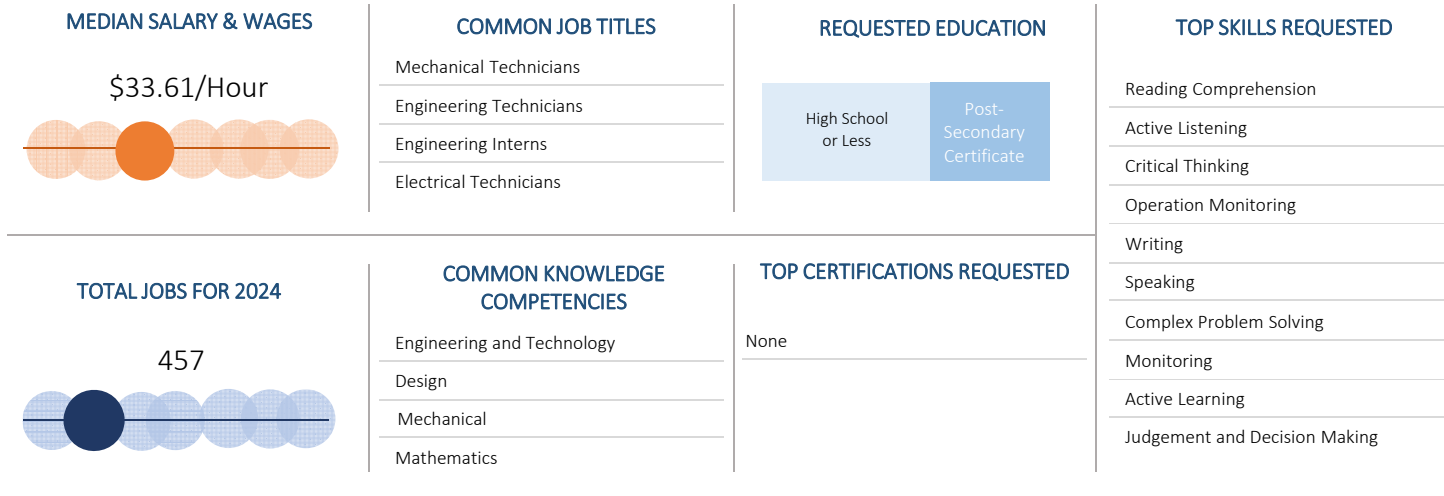 MEDIAN SALARY & WAGES
$33.61/Hour
COMMON JOB TITLES
Mechanical Technicians
Engineering Technicians
Engineering Interns
Electrical Technicians
REQUESTED EDUCATION
High School
or Less
Post-
Secondary
Certificate
TOP SKILLS REQUESTED
Reading Comprehension
Active Listening
Critical Thinking
Operation Monitoring
Writing
Speaking
Complex Problem Solving
Monitoring
Active Learning
Judgement and Decision Making
TOTAL JOBS FOR 2024
457
COMMON KNOWLEDGE
COMPETENCIES
Engineering and Technology
Design
Mechanical
Mathematics
TOP CERTIFICATIONS REQUESTED
None